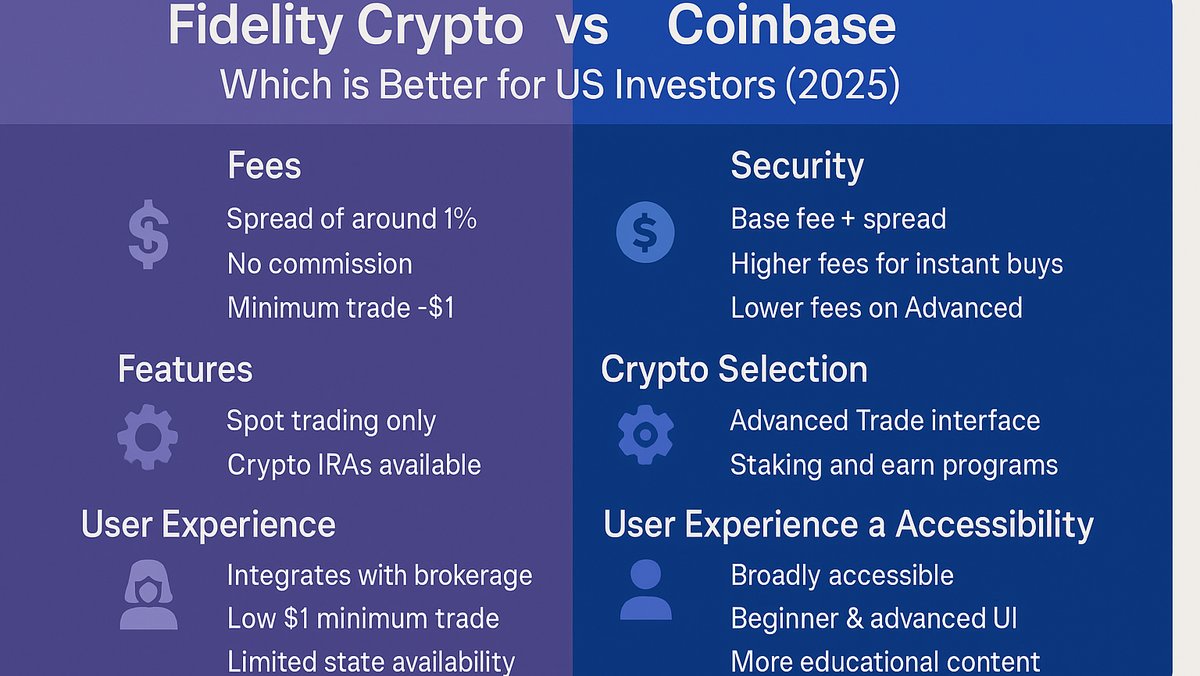 Fidelity Crypto vs Coinbase
Which is Better for US Investors (2025)
Fees
Spread of around 1%
No commission
Minimum trade -$1
Features
Spot trading only
Crypto IRAs available
User Experience
Integrates with brokerage
Low $1 minimum trade
Limited state availability
Security
Base fee + spread
Higher fees for instant buys
Lower fees on Advanced
Crypto Selection
Advanced Trade interface
Staking and earn programs
User Experience a Accessibility
Broadly accessible
Beginner & advanced UI
More educational content